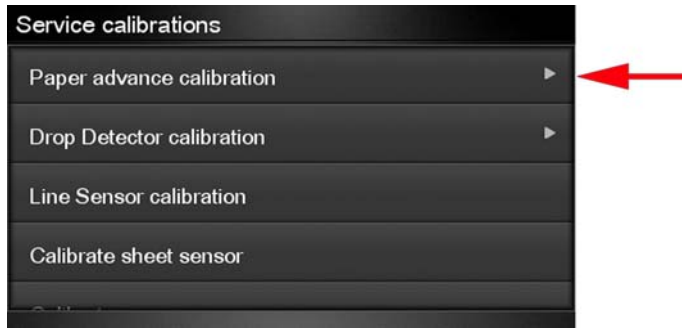 Service calibrations
Paper advance calibration
Drop Detector calibration
Line Sensor calibration
Calibrate sheet sensor